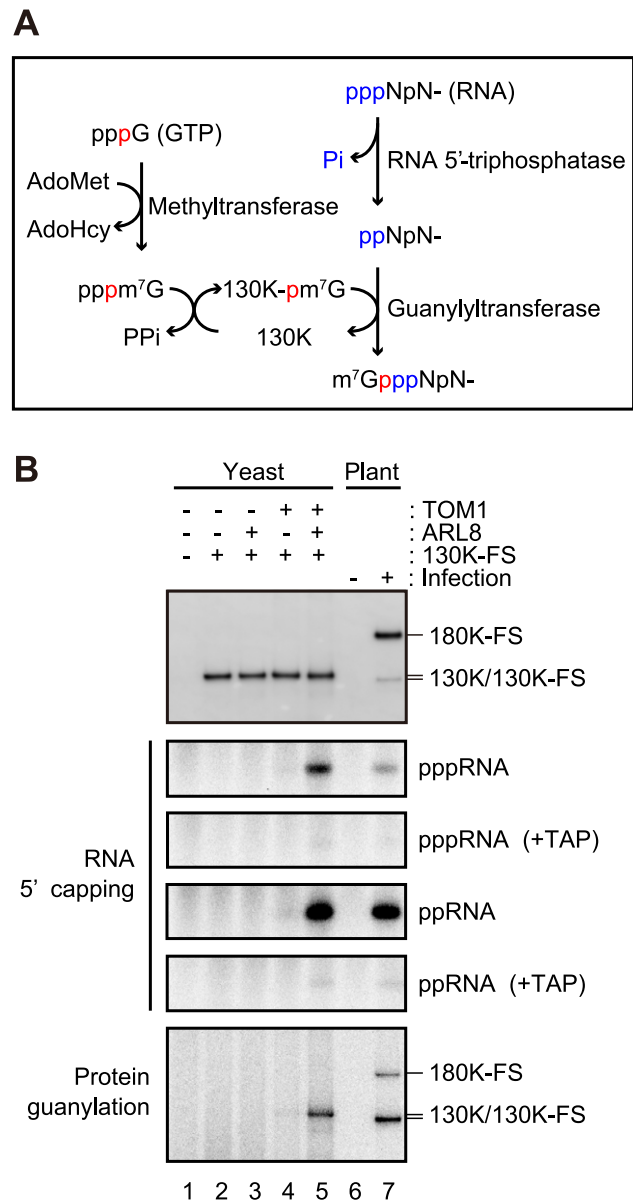 A
pppNpN- (RNA)
pppG (GTP)
Pi
RNA 5'-triphosphatase
AdoMet
Methyltransferase
AdoHcy
ppNpN-
pppm⁷G
130K-pm⁷G
Guanylyltransferase
PPi
130K
m⁷GpppNpN-
B
Yeast Plant
- - - + + : TOM1
- - + - + : ARL8
- + + + + : 130K-FS
- + : Infection
180K-FS
130K/130K-FS
pppRNA
pppRNA (+TAP)
RNA
5' capping
ppRNA
ppRNA (+TAP)
Protein
guanylation
180K-FS
130K/130K-FS
1 2 3 4 5 6 7